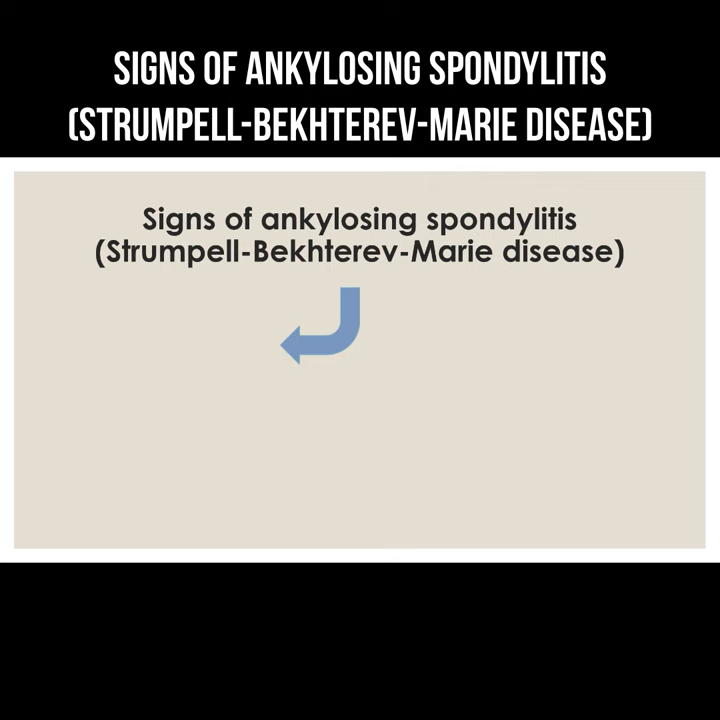 SIGNS OF ANKYLOSING SPONDYLITIS
(STRUMPELL-BEKHTEREV-MARIE DISEASE)
Signs of ankylosing spondylitis
(Strumpell-Bekhterev-Marie disease)